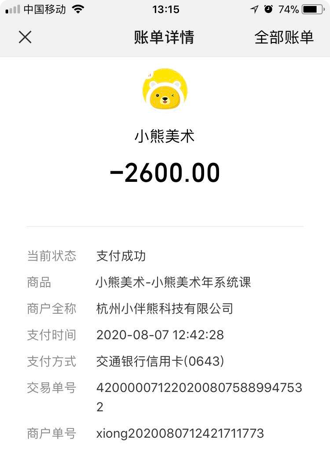 中国移动 13:15 74%
账单详情 全部账单
小熊美术
-2600.00
当前状态 支付成功
商品 小熊美术-小熊美术年系统课
商户全称 杭州小伴熊科技有限公司
支付时间 2020-08-07 12:42:28
支付方式 交通银行信用卡(0643)
交易单号 420000071220200807588994753
2
商户单号 xiong2020080712421711773